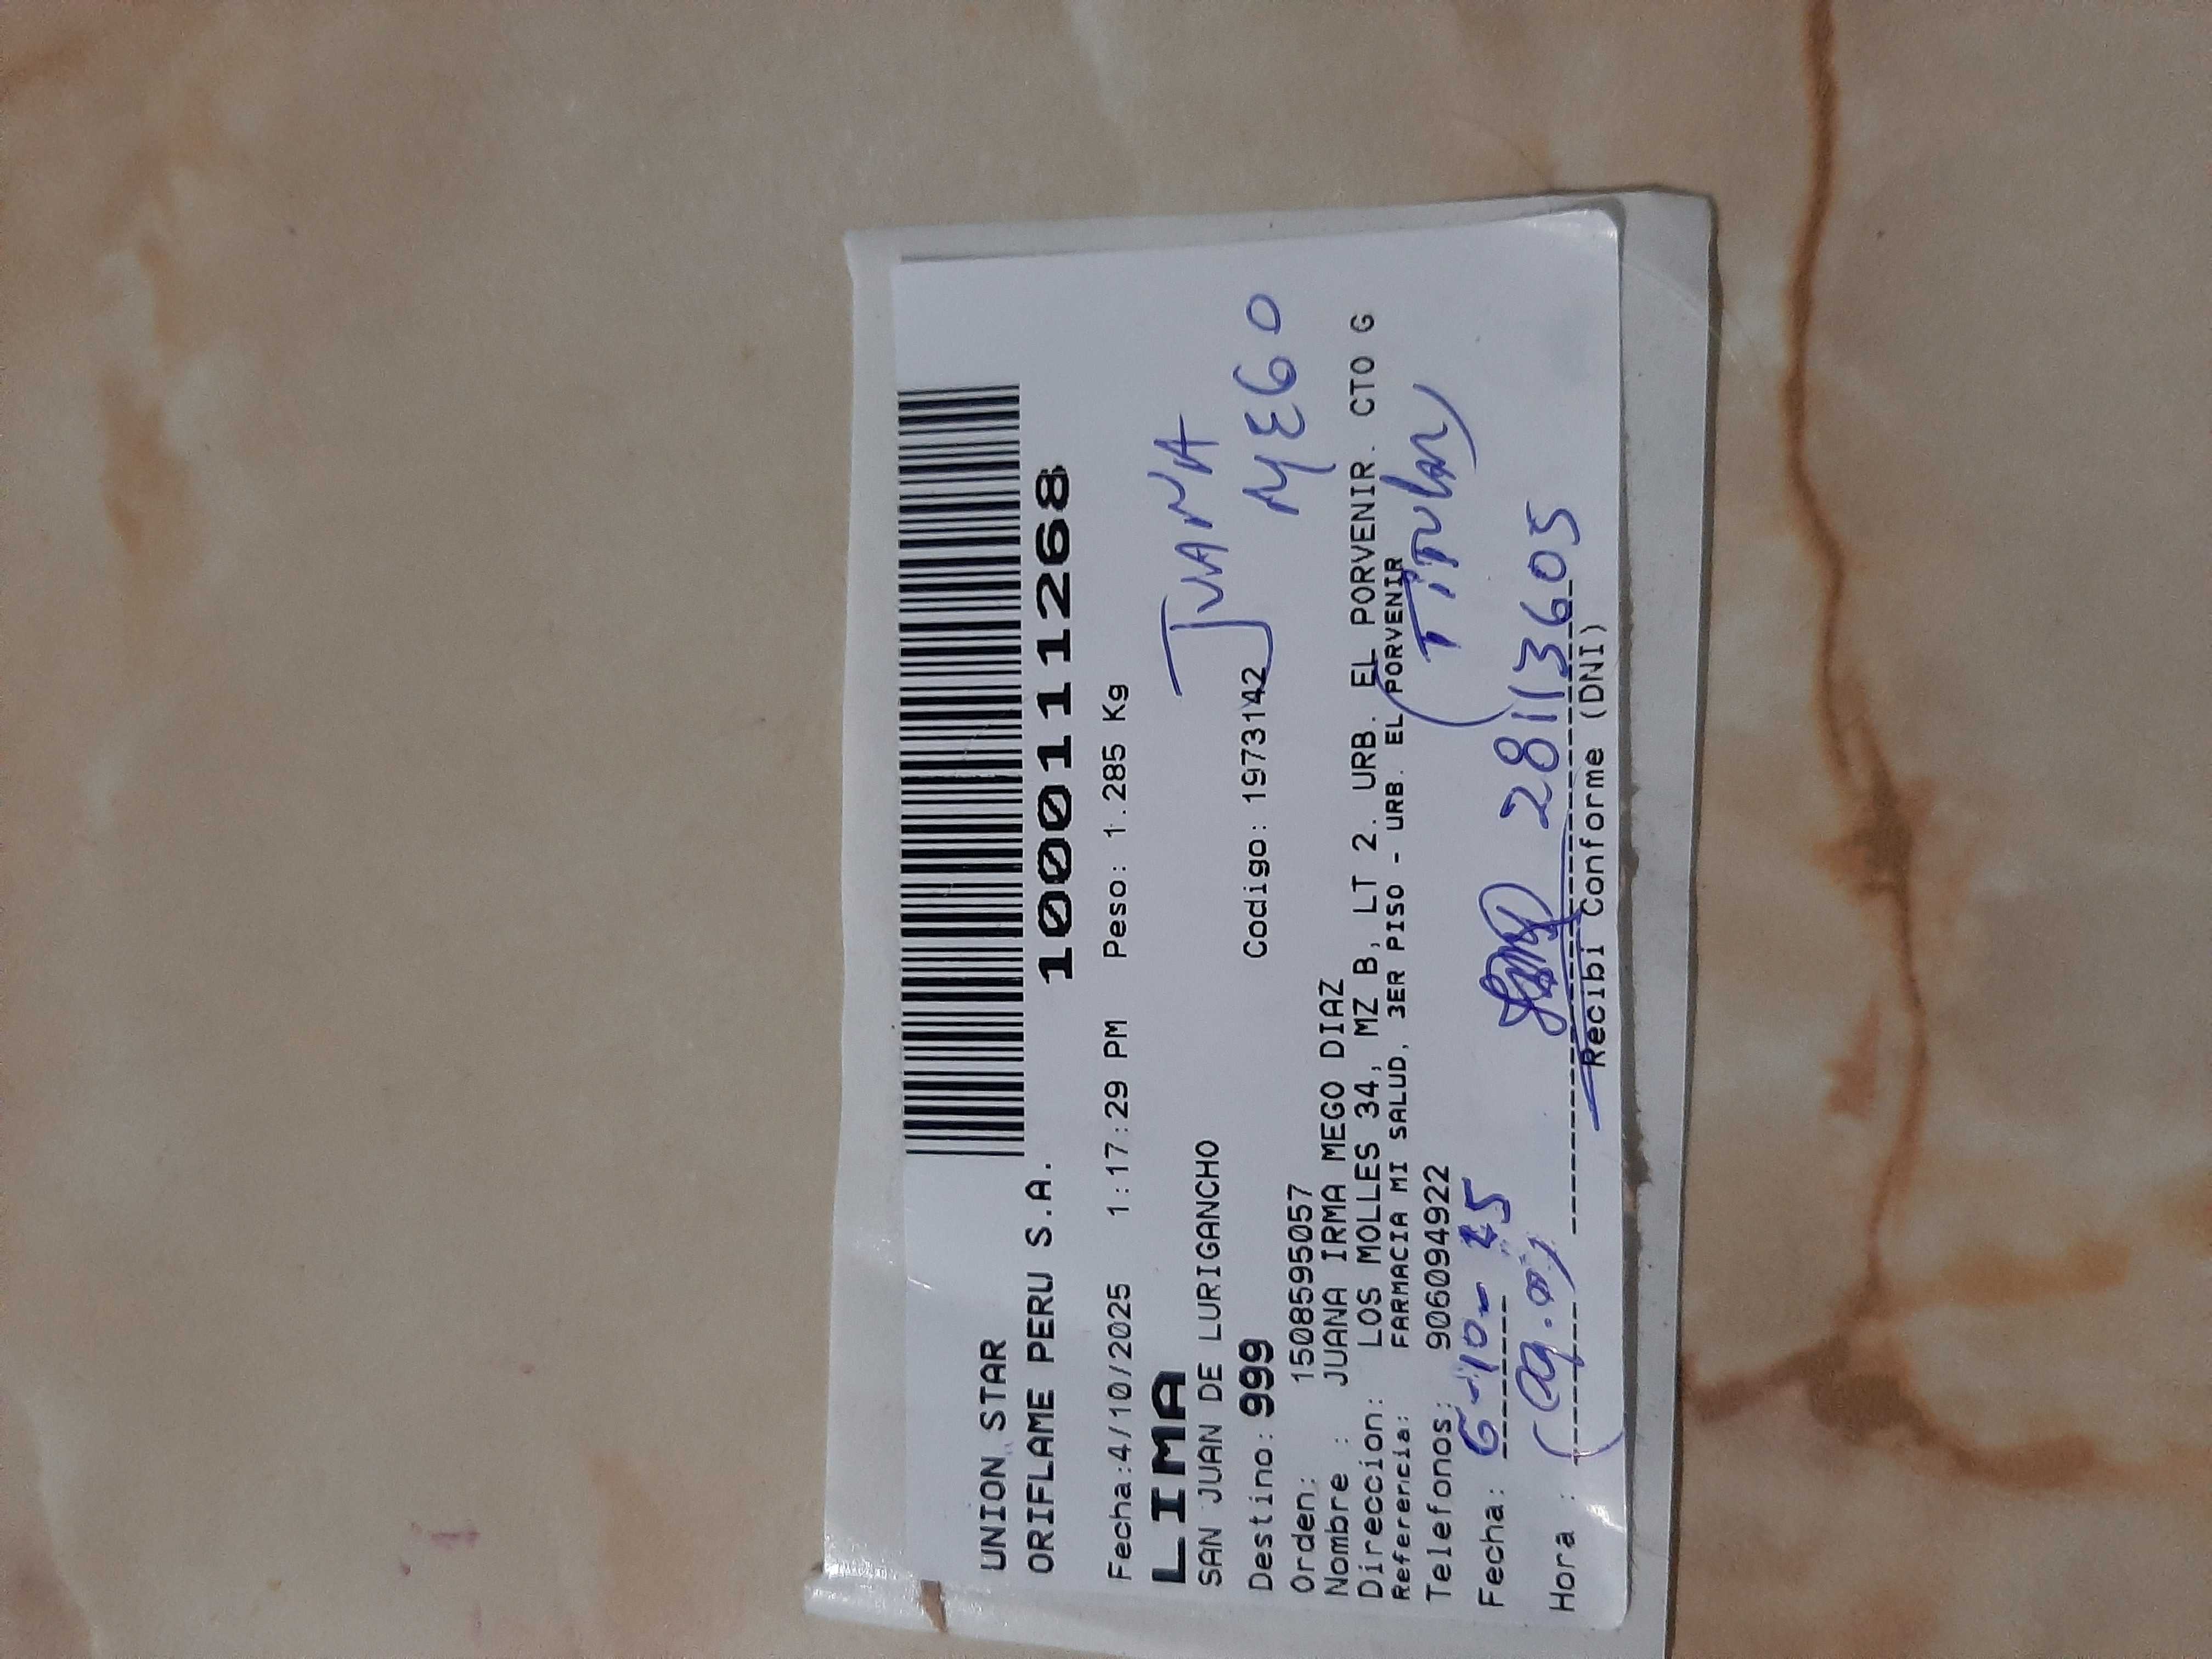 UNION STAR
ORIFLAME PERU S.A.
100011268
Fecha:4/10/2025 1:17:29 PM Peso: 1.285 Kg
LIMA
SAN JUAN DE LURIGANCHO
JUANA
MEGO
Destino: 999 Codigo: 1973142
Orden: 1508595057
Nombre : JUANA IRMA MEGO DIAZ
Direccion: LOS MOLLES 34, MZ B, LT 2. URB. EL PORVENIR. CTO G
Referencia: FARMACIA MI SALUD, 3ER PISO - URB. EL PORVENIR
(Titular)
Telefonos: 906094922
Fecha: 6-10-25
Hora :
28113605
Recibi Conforme (DNI)